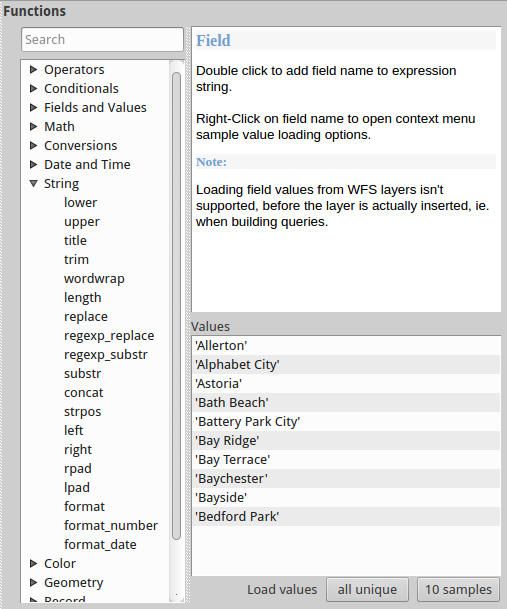 Functions
Search
Operators
Conditionals
Fields and Values
Math
Conversions
Date and Time
String
lower
upper
title
trim
wordwrap
length
replace
regexp_replace
regexp_substr
substr
concat
strpos
left
right
rpad
lpad
format
format_number
format_date
Color
Geometry
Record
Field
Double click to add field name to expression
string.
Right-Click on field name to open context menu
sample value loading options.
Note:
Loading field values from WFS layers isn't
supported, before the layer is actually inserted, ie.
when building queries.
Values
'Allerton'
'Alphabet City'
'Astoria'
'Bath Beach'
'Battery Park City'
'Bay Ridge'
'Bay Terrace'
'Baychester'
'Bayside'
'Bedford Park'
Load values all unique 10 samples